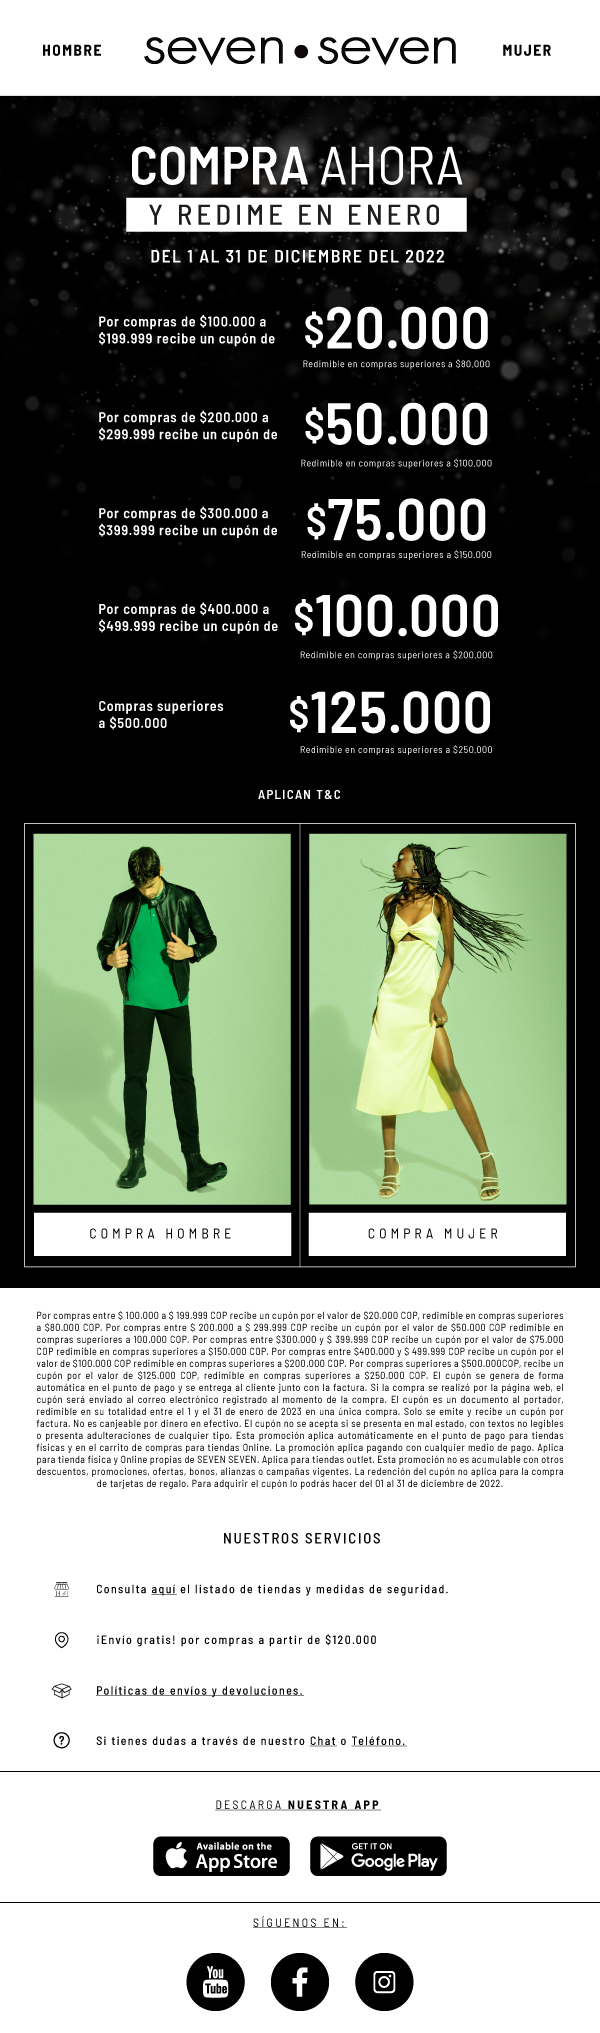 HOMBRE
seven•seven
MUJER
COMPRA AHORA
Y REDIME EN ENERO
DEL 1 AL 31 DE DICIEMBRE DEL 2022
Por compras de $100.000 a
$199.999 recibe un cupón de
$20.000
Redimible en compras superiores a $80.000
Por compras de $200.000 a
$299.999 recibe un cupón de
$50.000
Redimible en compras superiores a $100.000
Por compras de $300.000 a
$399.999 recibe un cupón de
$75.000
Redimible en compras superiores a $150.000
Por compras de $400.000 a
$499.999 recibe un cupón de
$100.000
Redimible en compras superiores a $200.000
Compras superiores
a $500.000
$125.000
Redimible en compras superiores a $250.000
APLICAN T&C
COMPRA HOMBRE
COMPRA MUJER
Por compras entre $ 100.000 a $ 199.999 COP recibe un cupón por el valor de $20.000 COP, redimible en compras superiores
a $80.000 COP. Por compras entre $ 200.000 a $ 299.999 COP recibe un cupón por el valor de $50.000 COP redimible en
compras superiores a 100.000 COP. Por compras entre $300.000 y $ 399.999 COP recibe un cupón por el valor de $75.000
COP redimible en compras superiores a $150.000 COP. Por compras entre $400.000 y $ 499.999 COP recibe un cupón por el
valor de $100.000 COP redimible en compras superiores a $200.000 COP. Por compras superiores a $500.000COP, recibe un
cupón por el valor de $125.000 COP, redimible en compras superiores a $250.000 COP. El cupón se genera de forma
automática en el punto de pago y se entrega al cliente junto con la factura. Si la compra se realizó por la página web, el
cupón será enviado al correo electrónico registrado al momento de la compra. El cupón es un documento al portador,
redimible en su totalidad entre el 1 y el 31 de enero de 2023 en una única compra. Solo se emite y recibe un cupón por
factura. No es canjeable por dinero en efectivo. El cupón no se acepta si se presenta en mal estado, con textos no legibles
o presenta adulteraciones de cualquier tipo. Esta promoción aplica automáticamente en el punto de pago para tiendas
físicas y en el carrito de compras para tiendas Online. La promoción aplica pagando con cualquier medio de pago. Aplica
para tienda física y Online propias de SEVEN SEVEN. Aplica para tiendas outlet. Esta promoción no es acumulable con otros
descuentos, promociones, ofertas, bonos, alianzas o campañas vigentes. La redención del cupón no aplica para la compra
de tarjetas de regalo. Para adquirir el cupón lo podrás hacer del 01 al 31 de diciembre de 2022.
NUESTROS SERVICIOS
Consulta aquí el listado de tiendas y medidas de seguridad.
¡Envío gratis! por compras a partir de $120.000
Políticas de envíos y devoluciones.
Si tienes dudas a través de nuestro Chat o Teléfono.
DESCARGA NUESTRA APP
Available on the
App Store
GET IT ON
Google Play
SÍGUENOS EN:
You
Tube